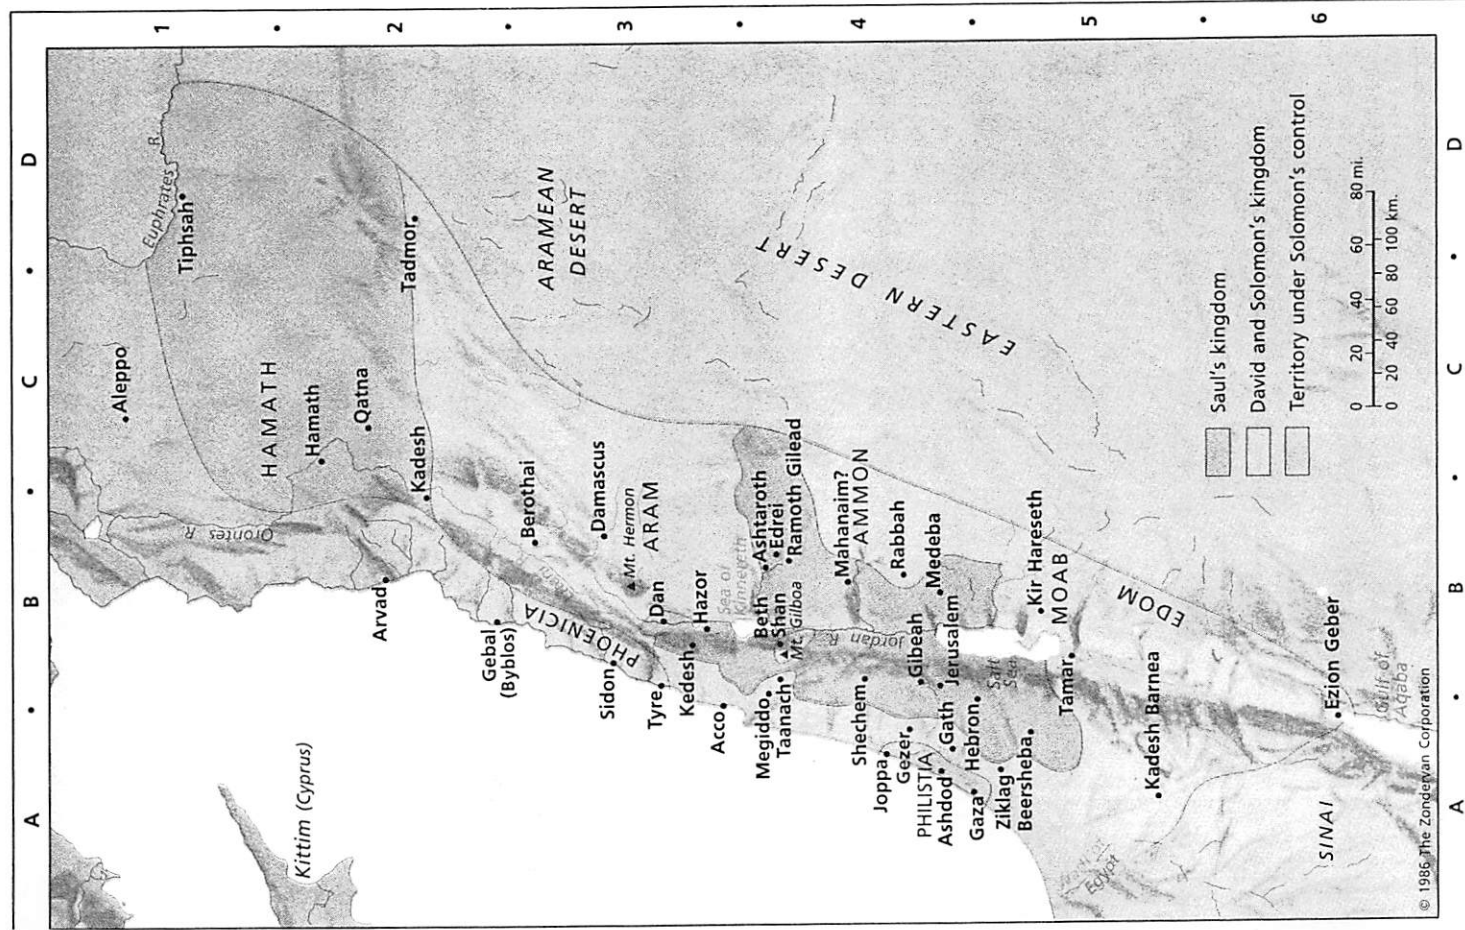 A
B
C
D
1
2
3
4
5
6
Euphrates R.
Tiphsah
Aleppo
HAMATH
Hamath
Qatna
Tadmor
Kadesh
Orontes R.
Arvad
Kittim (Cyprus)
Gebal
(Byblos)
PHOENICIA
Berothai
Damascus
ARAMEAN
DESERT
Mt. Hermon
ARAM
Sidon
Tyre
Dan
Kedesh
Hazor
Acco
Sea of
Kinnereth
Ashtaroth
Edrei
Ramoth Gilead
Beth
Shan
Mt. Gilboa
Megiddo
Taanach
EASTERN DESERT
Mahanaim?
AMMON
Jordan R.
Shechem
Joppa
Gezer
Gibeah
Rabbah
PHILISTIA
Ashdod
Gath
Jerusalem
Medeba
Gaza
Hebron
Salt
Sea
Ziklag
Beersheba
Kir Hareseth
MOAB
Tamar
EDOM
Kadesh Barnea
Egypt
SINAI
Ezion Geber
Gulf of
Aqaba
Saul's kingdom
David and Solomon's kingdom
Territory under Solomon's control
0 20 40 60 80 mi.
0 20 40 60 80 100 km.
© 1986 The Zondervan Corporation
A
B
C
D